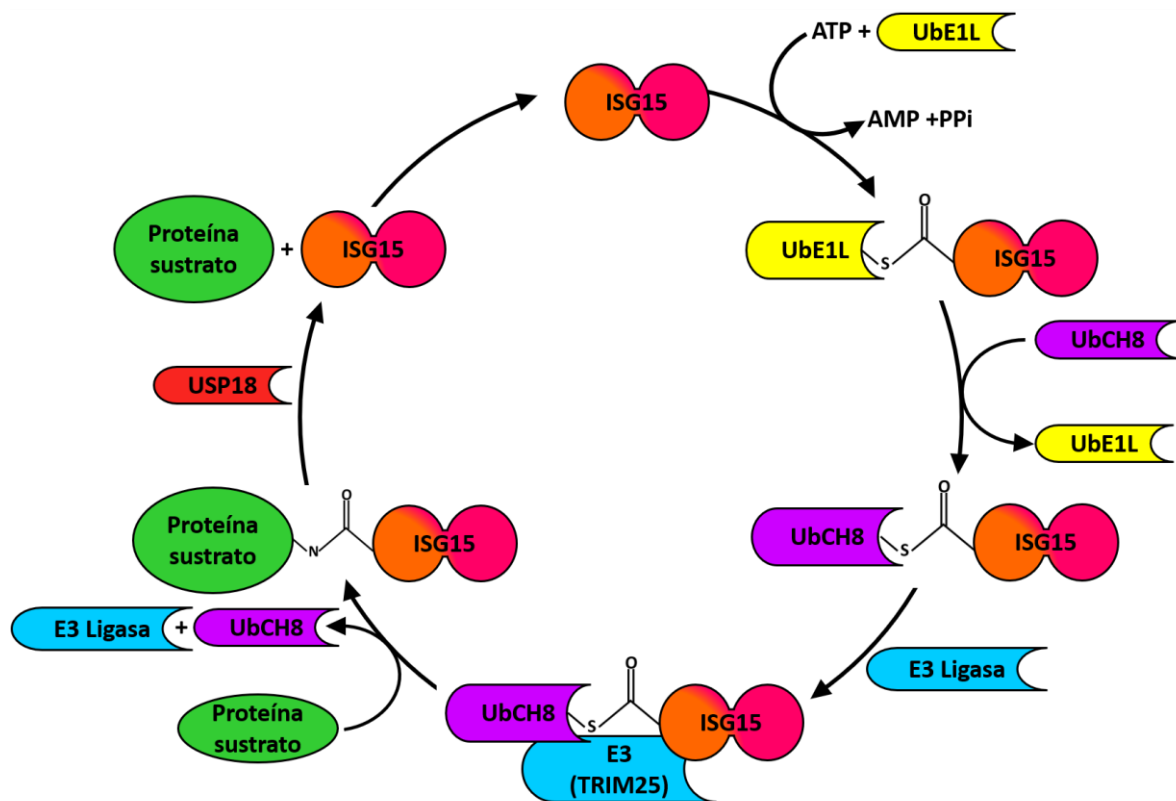 ATP + UbE1L
ISG15
AMP +PPi
Proteína
sustrato
+
ISG15
O
UbE1L
S
ISG15
UbCH8
USP18
UbE1L
O
O
Proteína
sustrato
N
ISG15
UbCH8
S
ISG15
E3 Ligasa + UbCH8
E3 Ligasa
O
Proteína
sustrato
UbCH8
S
ISG15
E3
(TRIM25)